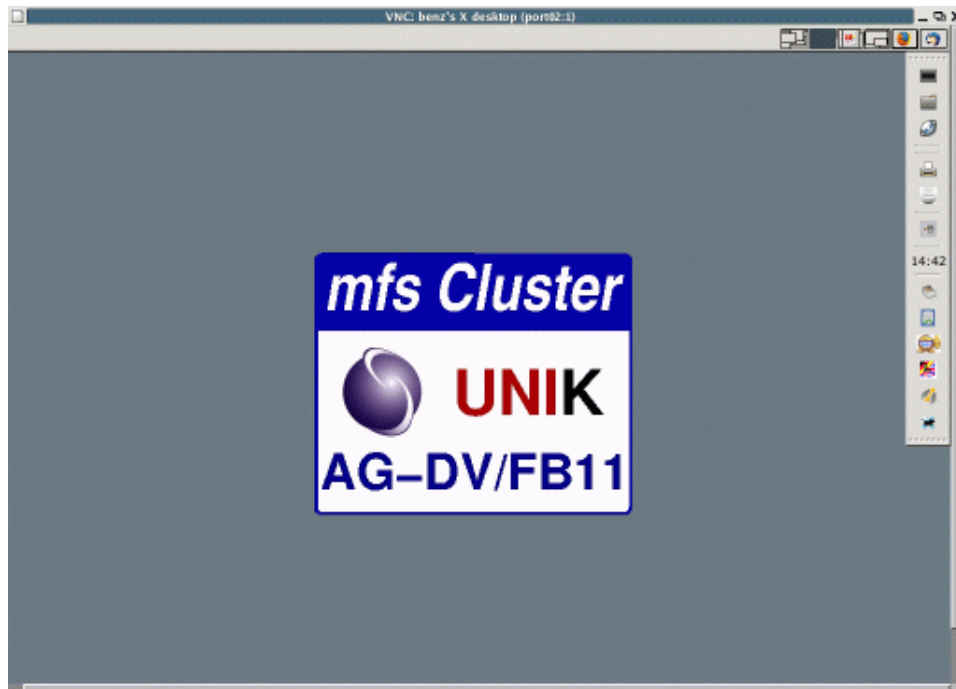 VNC: benz's X desktop (port02:1)
14:42
mfs Cluster
UNIK
AG–DV/FB11